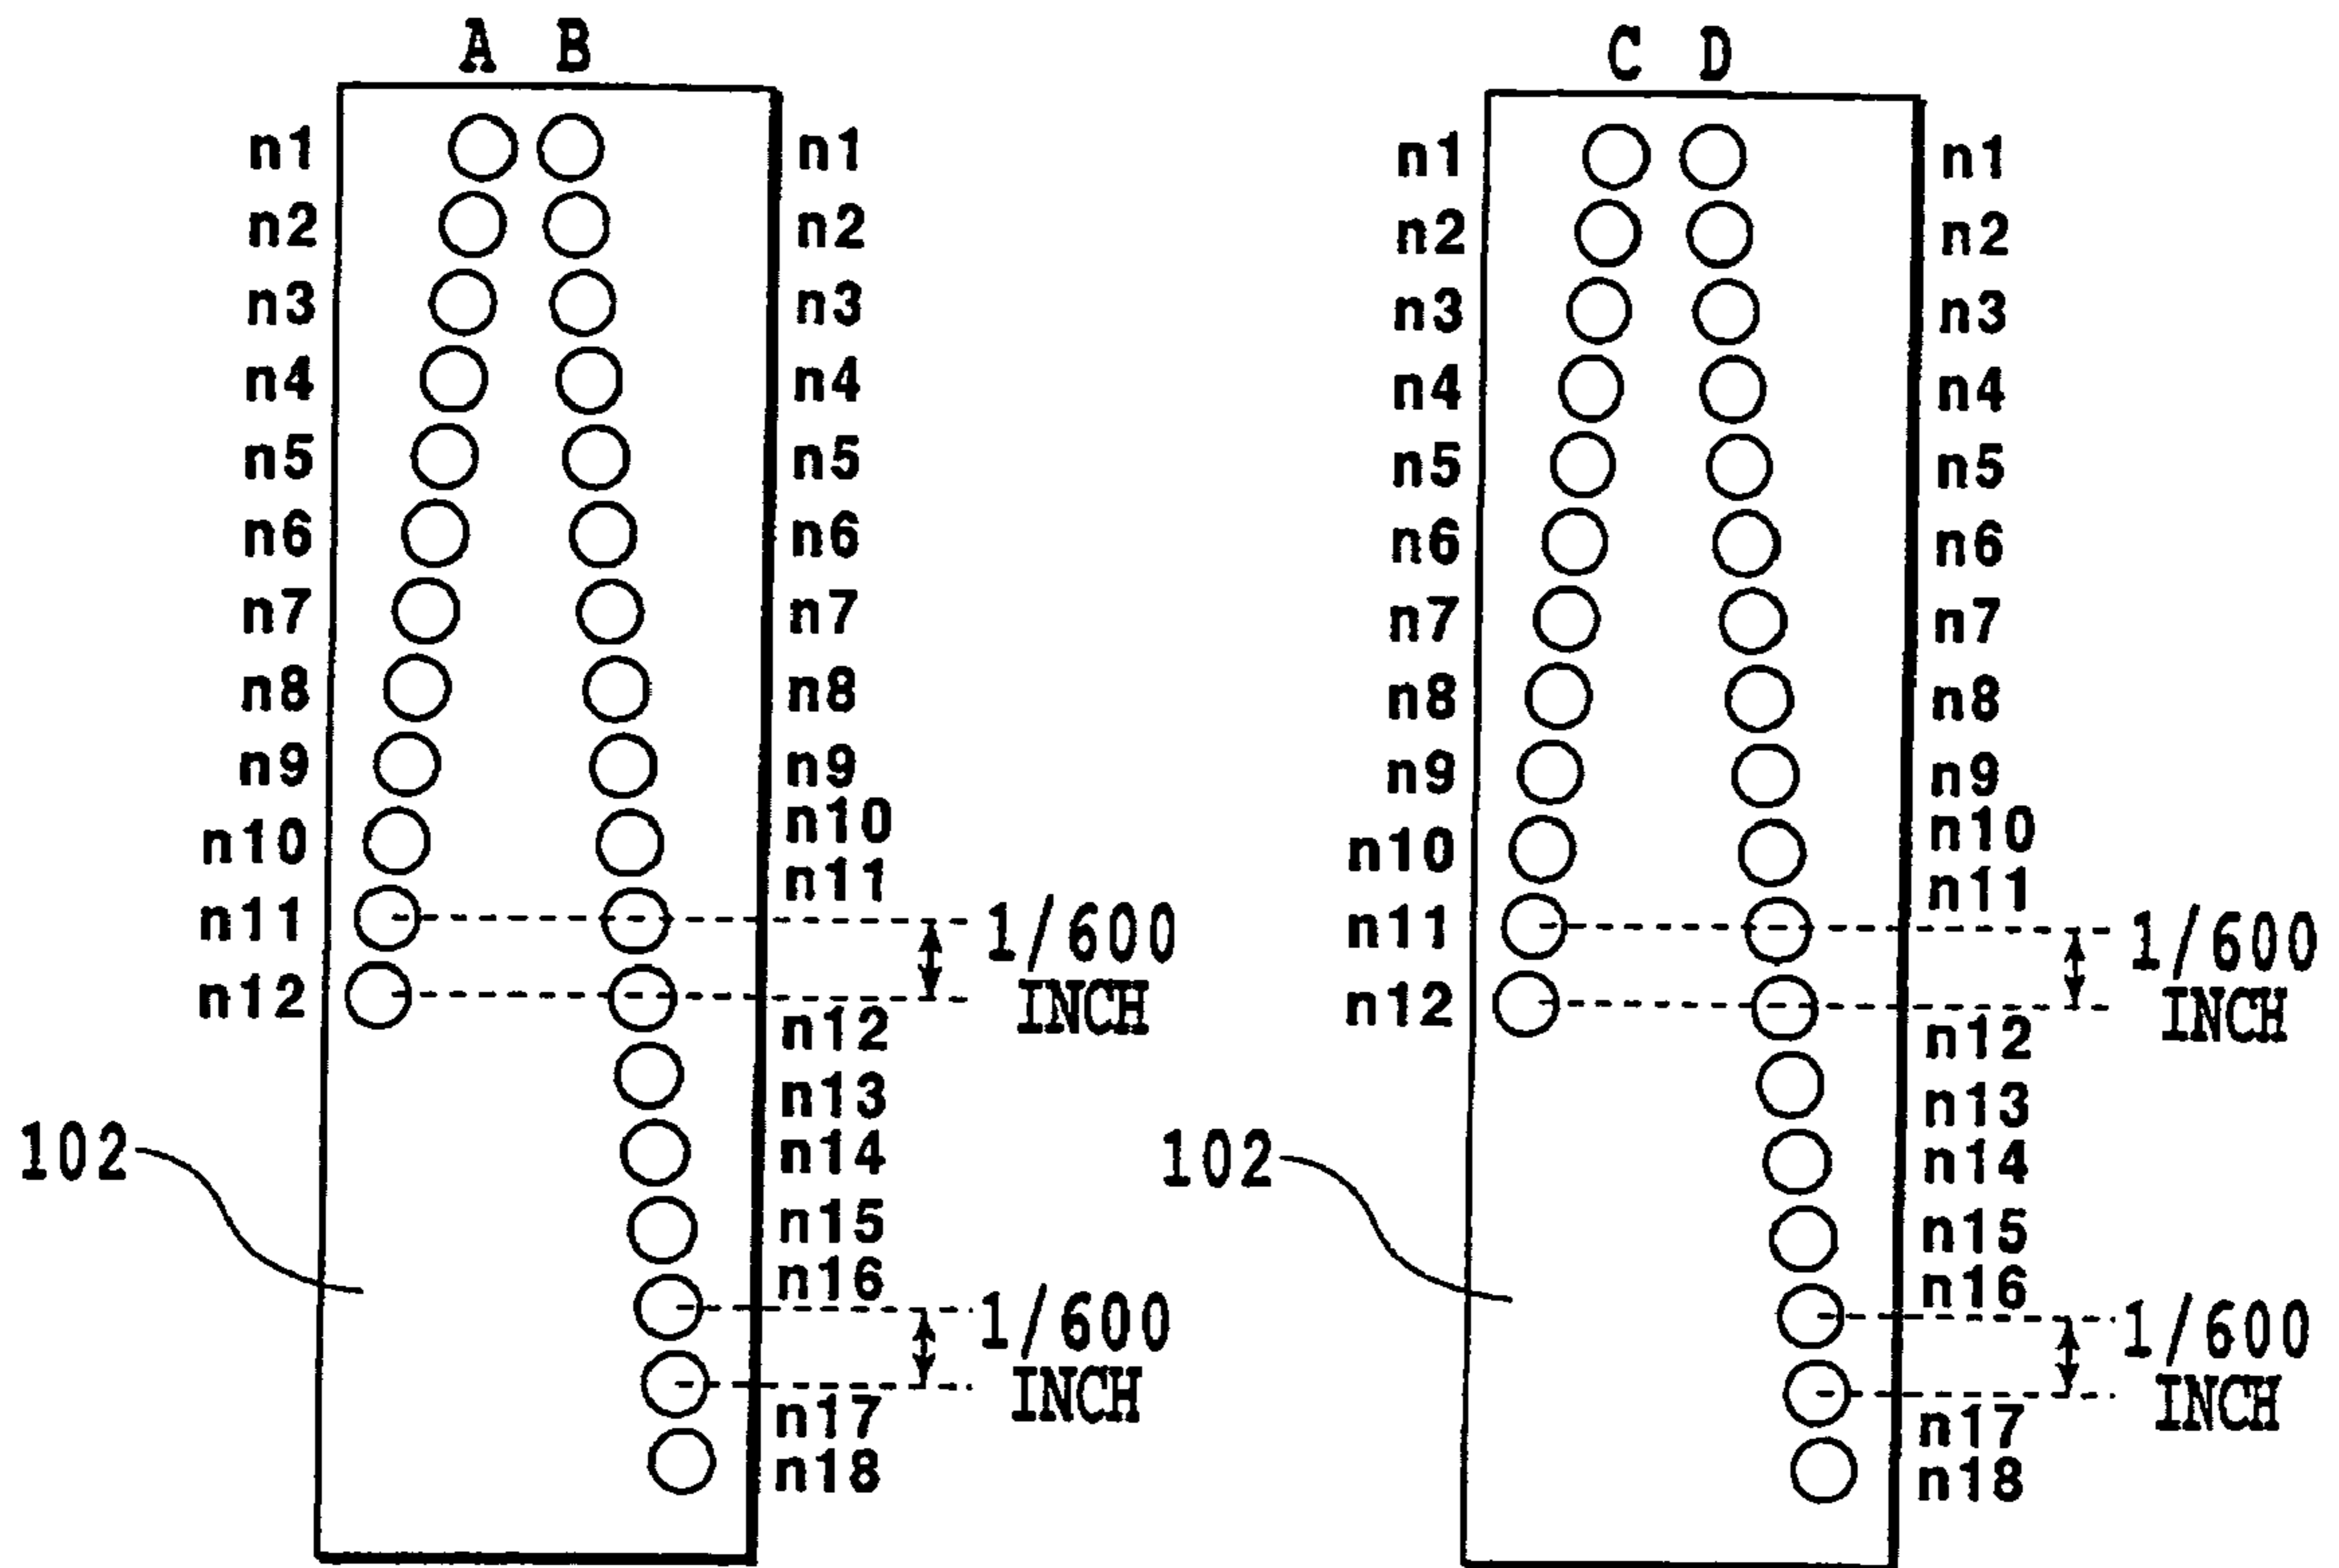 A B
n1 n1
n2 n2
n3 n3
n4 n4
n5 n5
n6 n6
n7 n7
n8 n8
n9 n9
n10 n10
n11 n11
1/600
INCH
n12 n12
n13
102
n14
n15
n16
1/600
INCH
n17
n18
C D
n1 n1
n2 n2
n3 n3
n4 n4
n5 n5
n6 n6
n7 n7
n8 n8
n9 n9
n10 n10
n11 n11
1/600
INCH
n12 n12
n13
102
n14
n15
n16
1/600
INCH
n17
n18